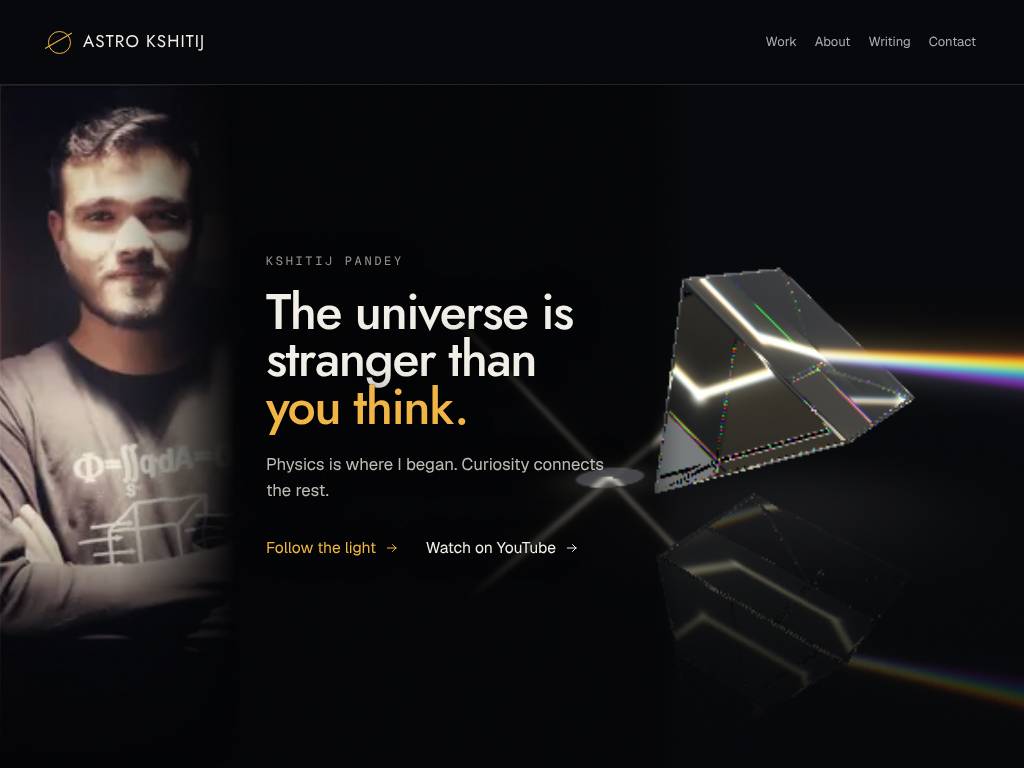 ASTRO KSHITIJ
Work About Writing Contact
KSHITIJ PANDEY
The universe is
stranger than
you think.
Physics is where I began. Curiosity connects
the rest.
Follow the light → Watch on YouTube →